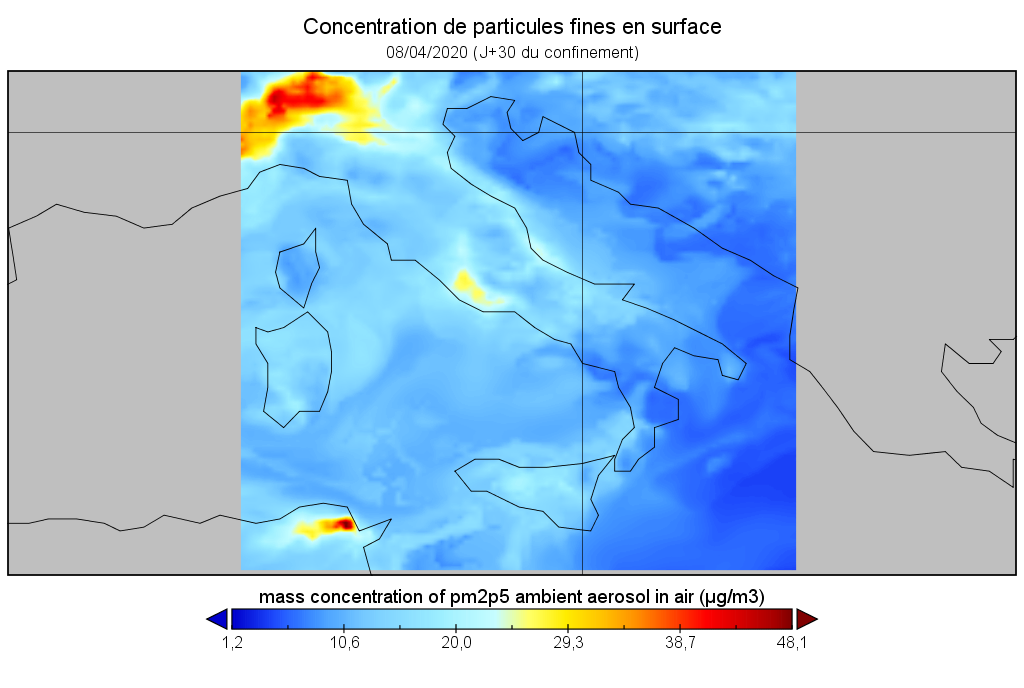 Concentration de particules fines en surface
08/04/2020 (J+30 du confinement)
mass concentration of pm2p5 ambient aerosol in air (µg/m3)
1,2 10,6 20,0 29,3 38,7 48,1